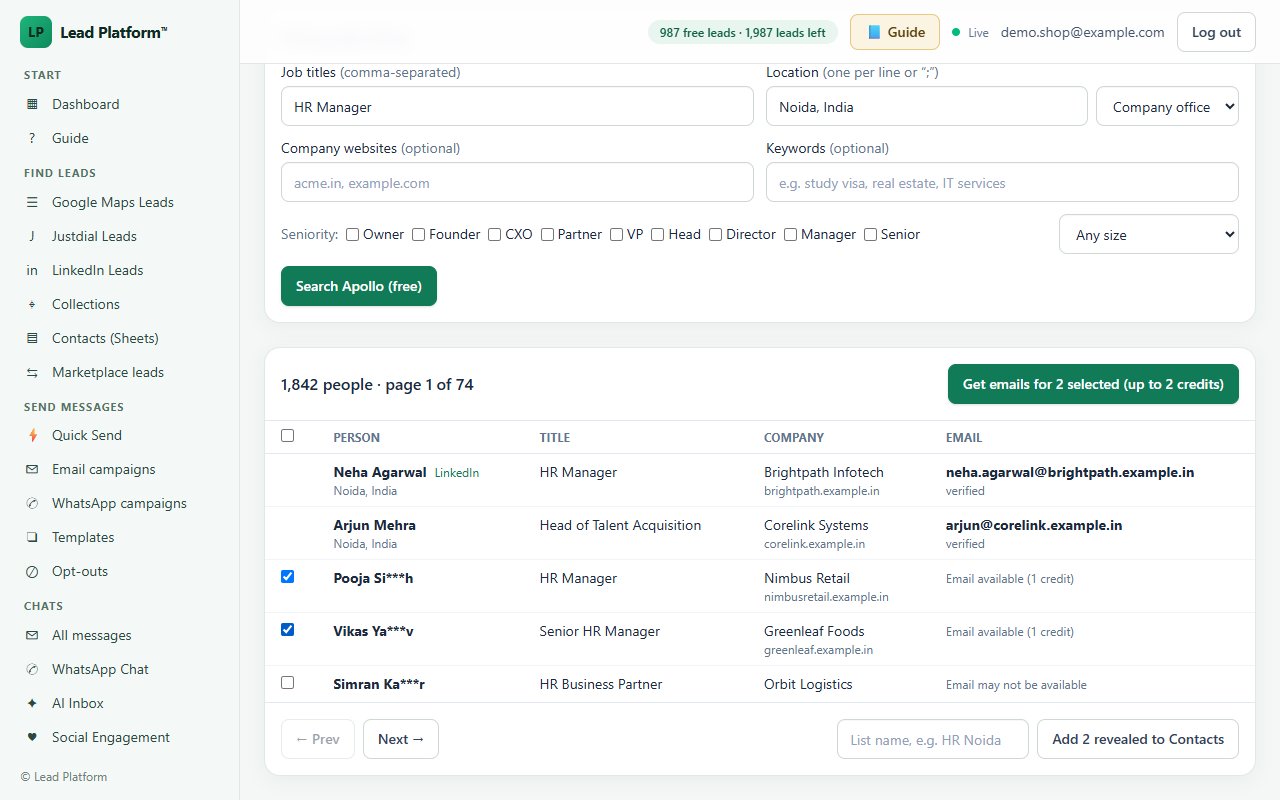 LP Lead Platform™
START
Dashboard
? Guide
FIND LEADS
Google Maps Leads
J Justdial Leads
in LinkedIn Leads
Collections
Contacts (Sheets)
Marketplace leads
SEND MESSAGES
Quick Send
Email campaigns
WhatsApp campaigns
Templates
Opt-outs
CHATS
All messages
WhatsApp Chat
AI Inbox
Social Engagement
© Lead Platform
987 free leads · 1,987 leads left
Guide
Live
demo.shop@example.com
Log out
Job titles (comma-separated)
HR Manager
Location (one per line or “;”)
Noida, India
Company office
Company websites (optional)
acme.in, example.com
Keywords (optional)
e.g. study visa, real estate, IT services
Seniority: Owner Founder CXO Partner VP Head Director Manager Senior
Any size
Search Apollo (free)
1,842 people · page 1 of 74
Get emails for 2 selected (up to 2 credits)
PERSON TITLE COMPANY EMAIL
Neha Agarwal LinkedIn HR Manager Brightpath Infotech neha.agarwal@brightpath.example.in
Noida, India brightpath.example.in verified
Arjun Mehra Head of Talent Acquisition Corelink Systems arjun@corelink.example.in
Noida, India corelink.example.in verified
Pooja Si***h HR Manager Nimbus Retail Email available (1 credit)
nimbusretail.example.in
Vikas Ya***v Senior HR Manager Greenleaf Foods Email available (1 credit)
greenleaf.example.in
Simran Ka***r HR Business Partner Orbit Logistics Email may not be available
← Prev Next → List name, e.g. HR Noida Add 2 revealed to Contacts